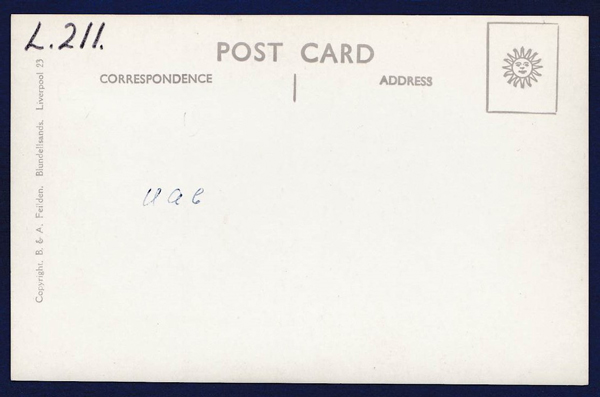 L.211.
POST CARD
CORRESPONDENCE
ADDRESS
Copyright, B. & A. Feilden. Blundellsands. Liverpool 23